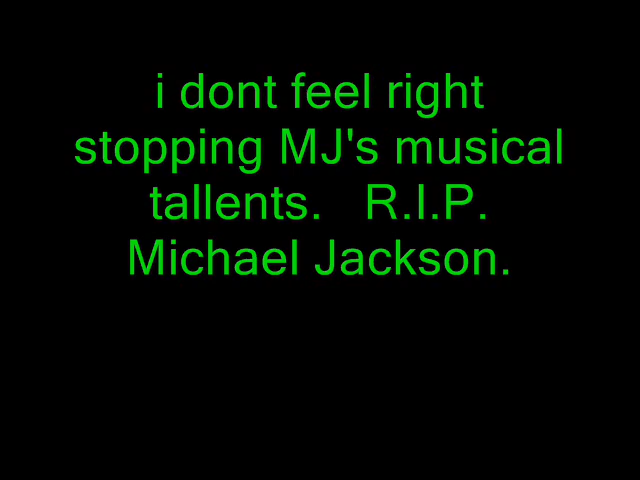 i dont feel right
stopping MJ's musical
tallents.   R.I.P.
Michael Jackson.